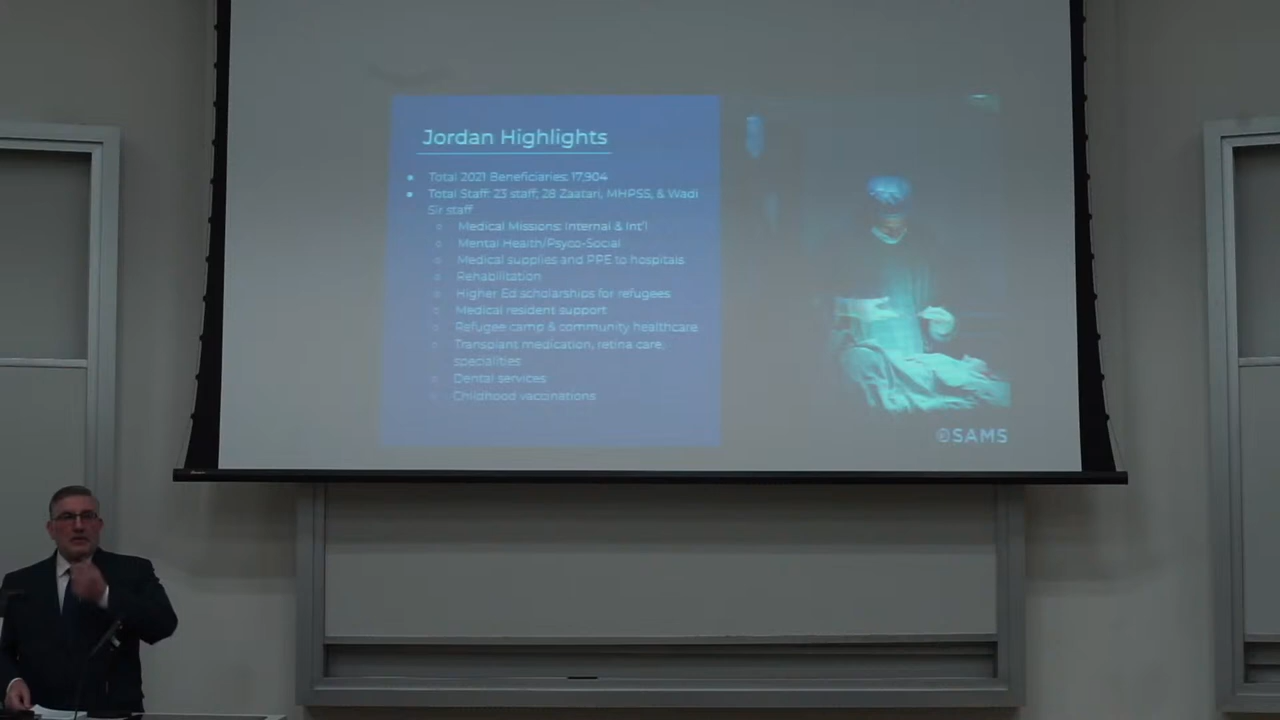 Jordan Highlights
Total 2021 Beneficiaries: 17,904
Total Staff: 23 staff; 28 Zaatari, MHPSS, & Wadi
Sir staff
Medical Missions: Internal & Int'l
Mental Health/Psyco-Social
Medical supplies and PPE to hospitals
Rehabilitation
Higher Ed scholarships for refugees
Medical resident support
Refugee camp & community healthcare
Transplant medication, retina care,
specialities
Dental services
Childhood vaccinations
SAMS